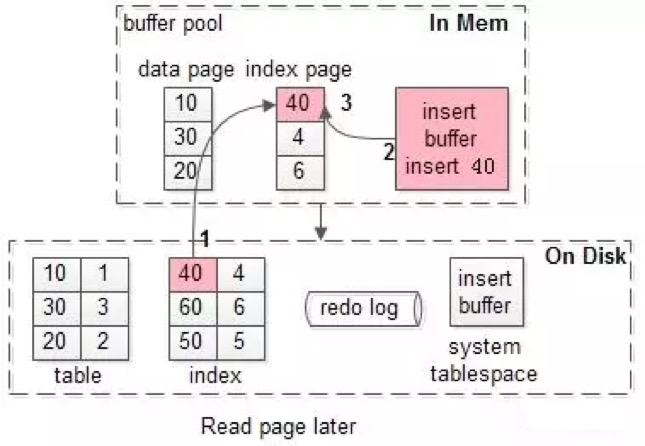 buffer pool
In Mem
data page
index page
10
30
20
40
4
6
3
2
insert
buffer
insert 40
1
On Disk
10 1
30 3
20 2
table
40 4
60 6
50 5
index
redo log
insert
buffer
system
tablespace
Read page later